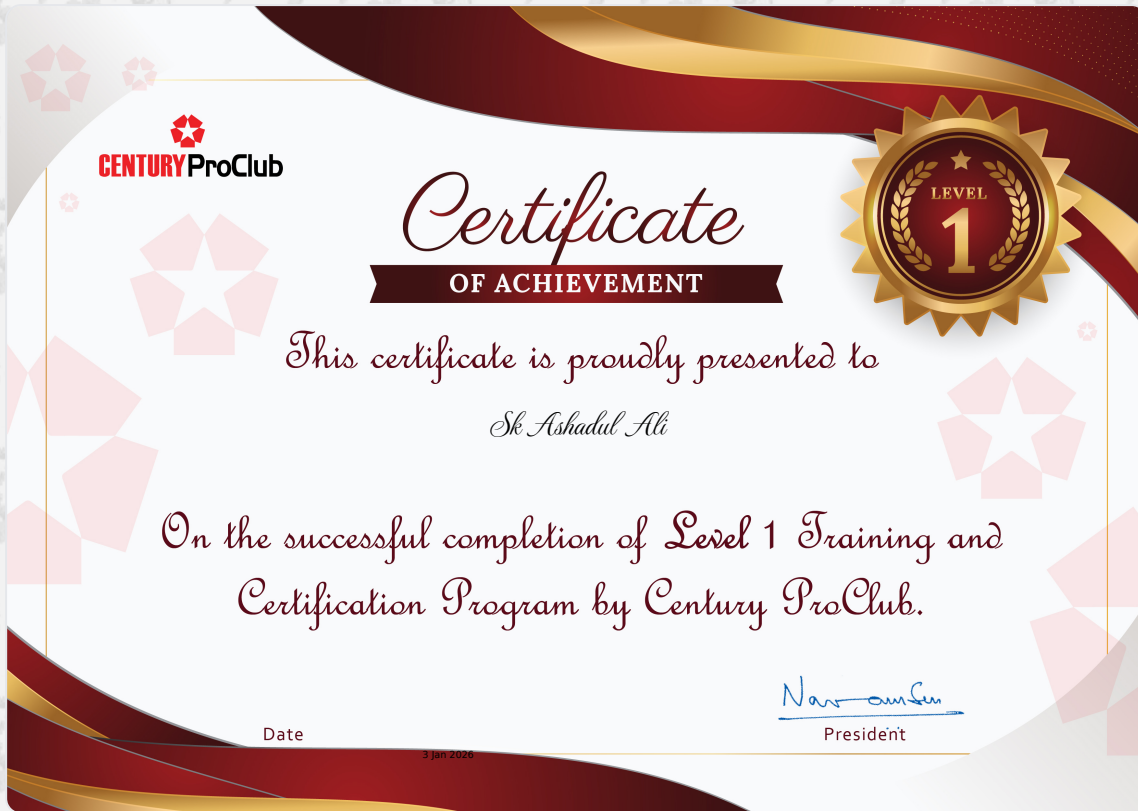 CENTURY ProClub
LEVEL
1
Certificate
OF ACHIEVEMENT
This certificate is proudly presented to
Sk Ashadul Ali
On the successful completion of Level 1 Training and
Certification Program by Century ProClub.
Date
President
3 Jan 2026